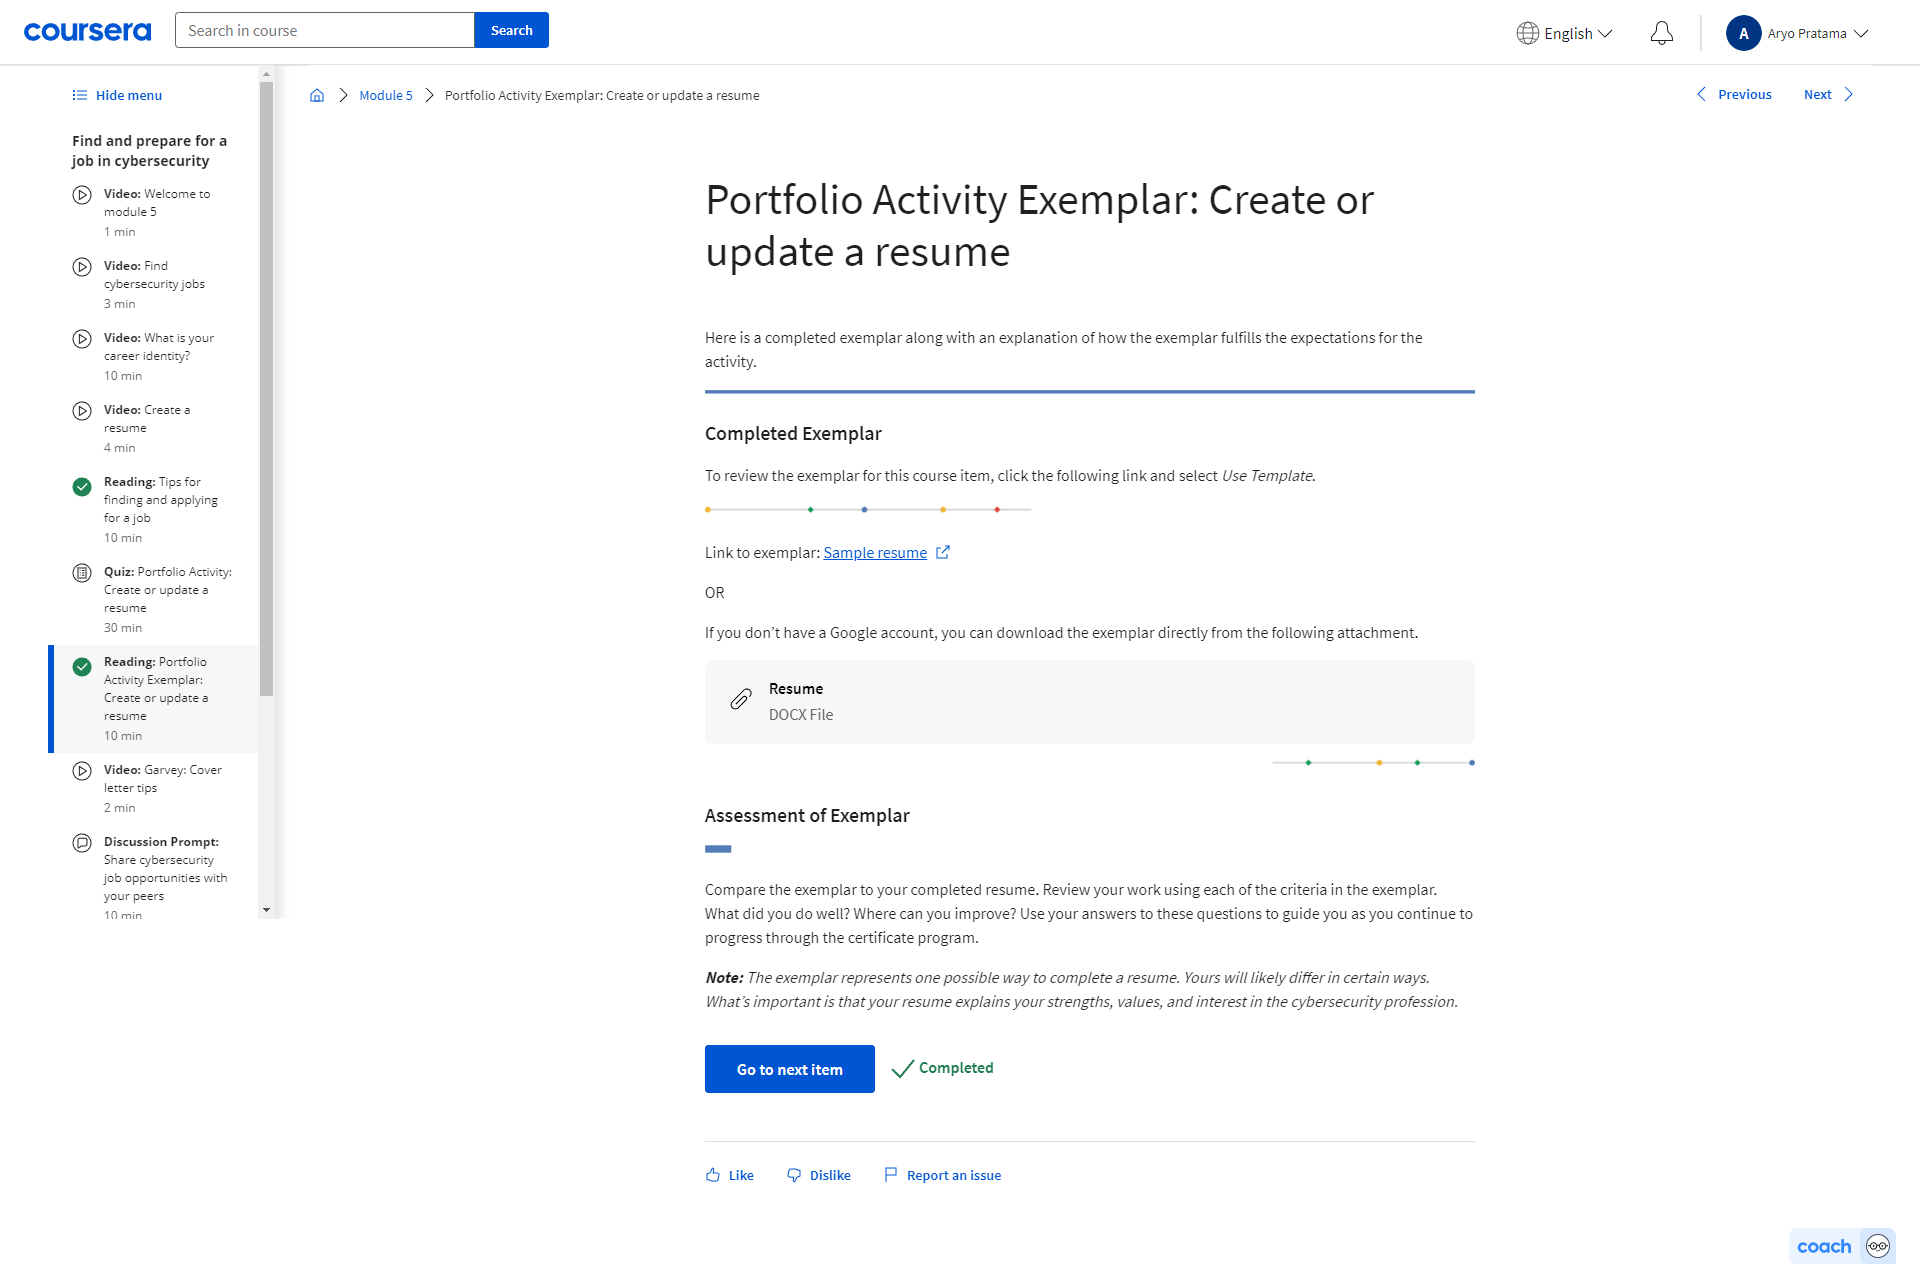 coursera
Search in course
Search
English
A
Aryo Pratama
Hide menu
Find and prepare for a
job in cybersecurity
Video: Welcome to
module 5
1 min
Video: Find
cybersecurity jobs
3 min
Video: What is your
career identity?
10 min
Video: Create a
resume
4 min
Reading: Tips for
finding and applying
for a job
10 min
Quiz: Portfolio Activity:
Create or update a
resume
30 min
Reading: Portfolio
Activity Exemplar:
Create or update a
resume
10 min
Video: Garvey: Cover
letter tips
2 min
Discussion Prompt:
Share cybersecurity
job opportunities with
your peers
10 min
Module 5
Portfolio Activity Exemplar: Create or update a resume
Previous
Next
Portfolio Activity Exemplar: Create or
update a resume
Here is a completed exemplar along with an explanation of how the exemplar fulfills the expectations for the
activity.
Completed Exemplar
To review the exemplar for this course item, click the following link and select Use Template.
Link to exemplar: Sample resume
OR
If you don’t have a Google account, you can download the exemplar directly from the following attachment.
Resume
DOCX File
Assessment of Exemplar
Compare the exemplar to your completed resume. Review your work using each of the criteria in the exemplar.
What did you do well? Where can you improve? Use your answers to these questions to guide you as you continue to
progress through the certificate program.
Note: The exemplar represents one possible way to complete a resume. Yours will likely differ in certain ways.
What’s important is that your resume explains your strengths, values, and interest in the cybersecurity profession.
Go to next item
Completed
Like
Dislike
Report an issue
coach